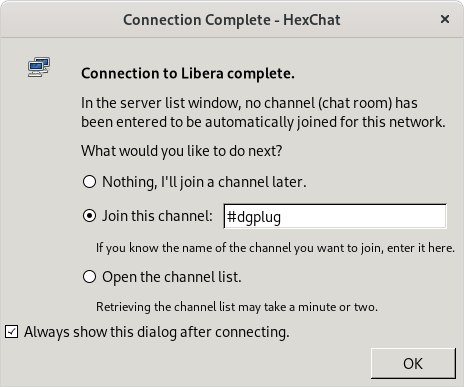 Connection Complete - HexChat
×
Connection to Libera complete.
In the server list window, no channel (chat room) has
been entered to be automatically joined for this network.
What would you like to do next?
Nothing, I'll join a channel later.
Join this channel: #dgplug
If you know the name of the channel you want to join, enter it here.
Open the channel list.
Retrieving the channel list may take a minute or two.
Always show this dialog after connecting.
OK